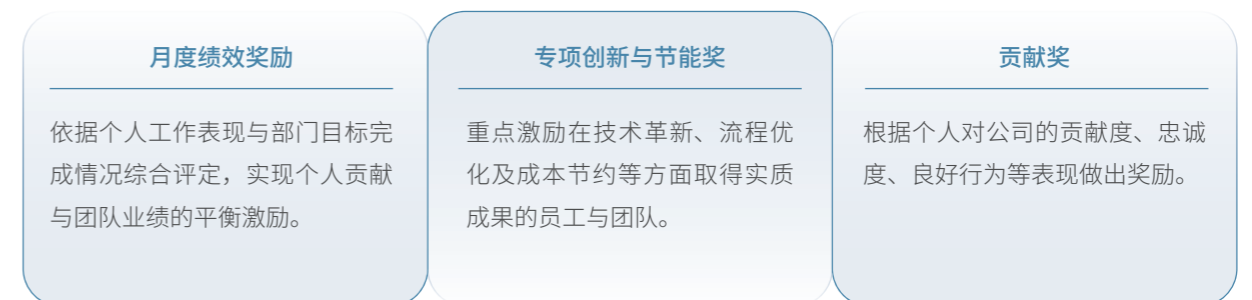 月度绩效奖励
依据个人工作表现与部门目标完
成情况综合评定，实现个人贡献
与团队业绩的平衡激励。
专项创新与节能奖
重点激励在技术革新、流程优
化及成本节约等方面取得实质
成果的员工与团队。
贡献奖
根据个人对公司的贡献度、忠诚
度、良好行为等表现做出奖励。